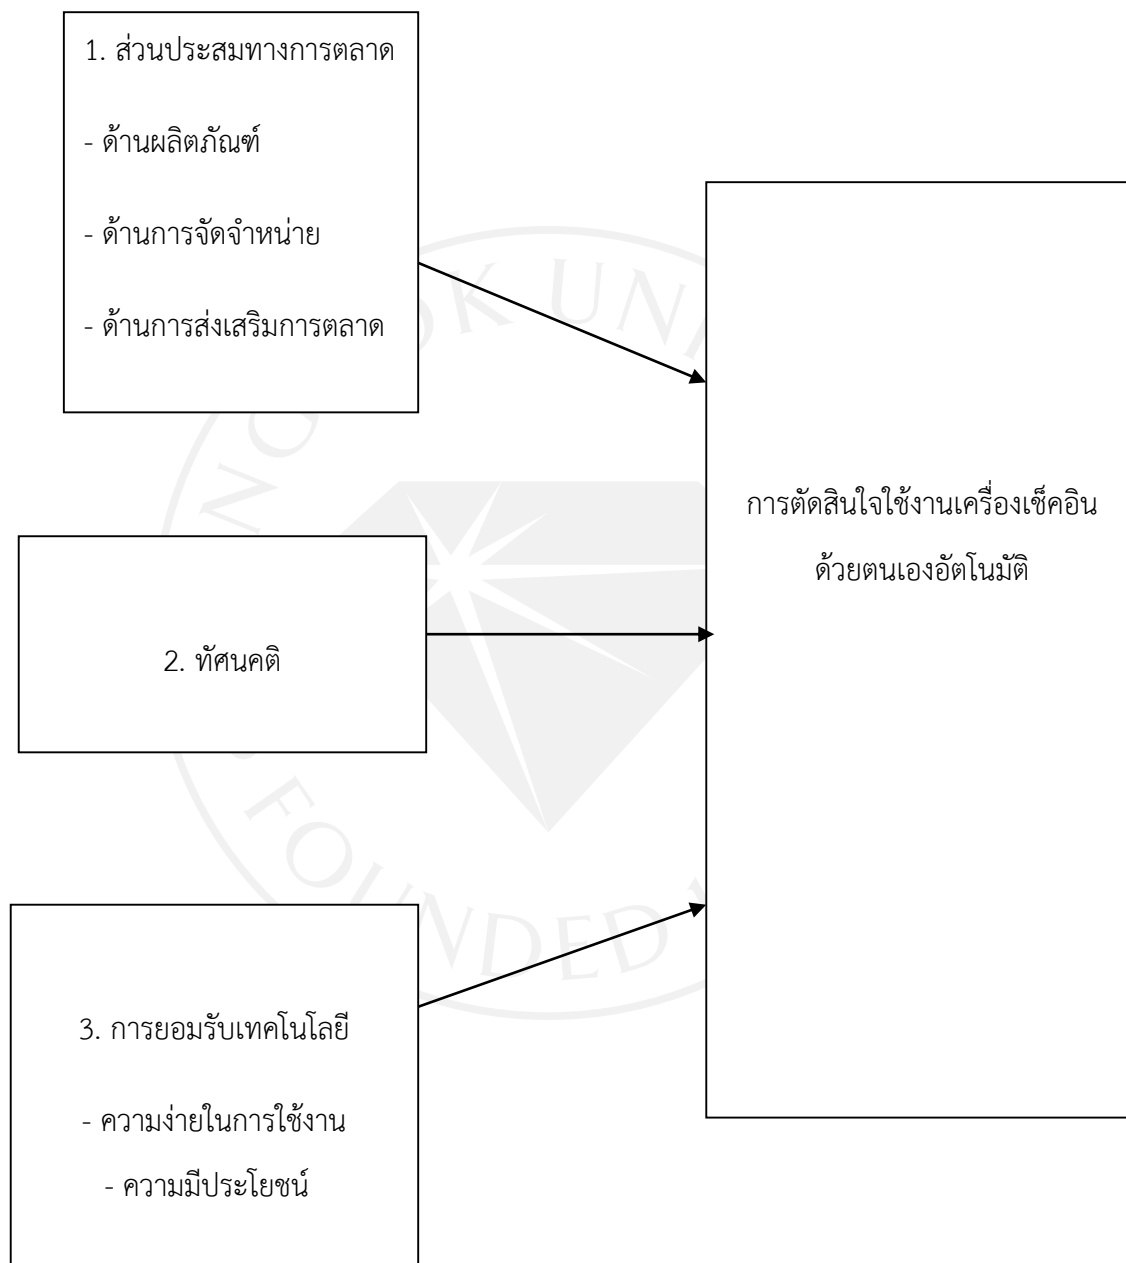 1. ส่วนประสมทางการตลาด
- ด้านผลิตภัณฑ์
- ด้านการจัดจำหน่าย
- ด้านการส่งเสริมการตลาด
การตัดสินใจใช้งานเครื่องเช็คอิน
ด้วยตนเองอัตโนมัติ
2. ทัศนคติ
3. การยอมรับเทคโนโลยี
- ความง่ายในการใช้งาน
- ความมีประโยชน์
FOUNDED